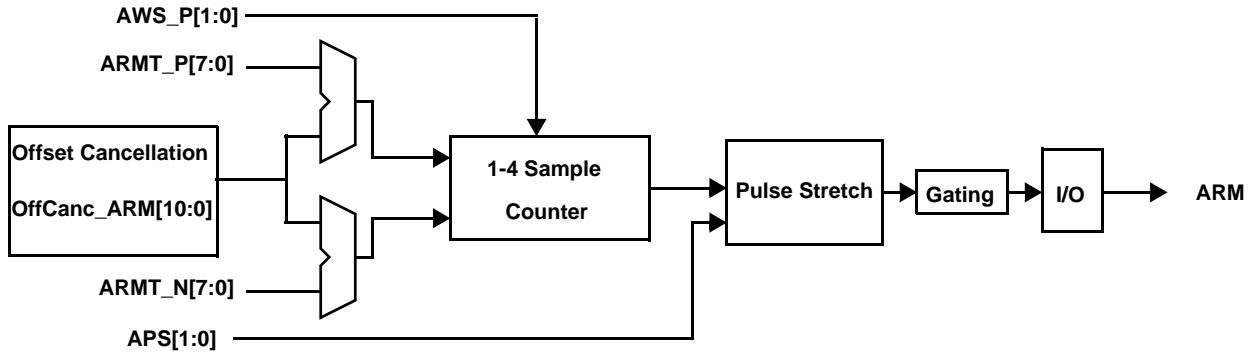 AWS_P[1:0]
ARMT_P[7:0]
Offset Cancellation
OffCanc_ARM[10:0]
1-4 Sample
Counter
Pulse Stretch
Gating
I/O
ARM
ARMT_N[7:0]
APS[1:0]